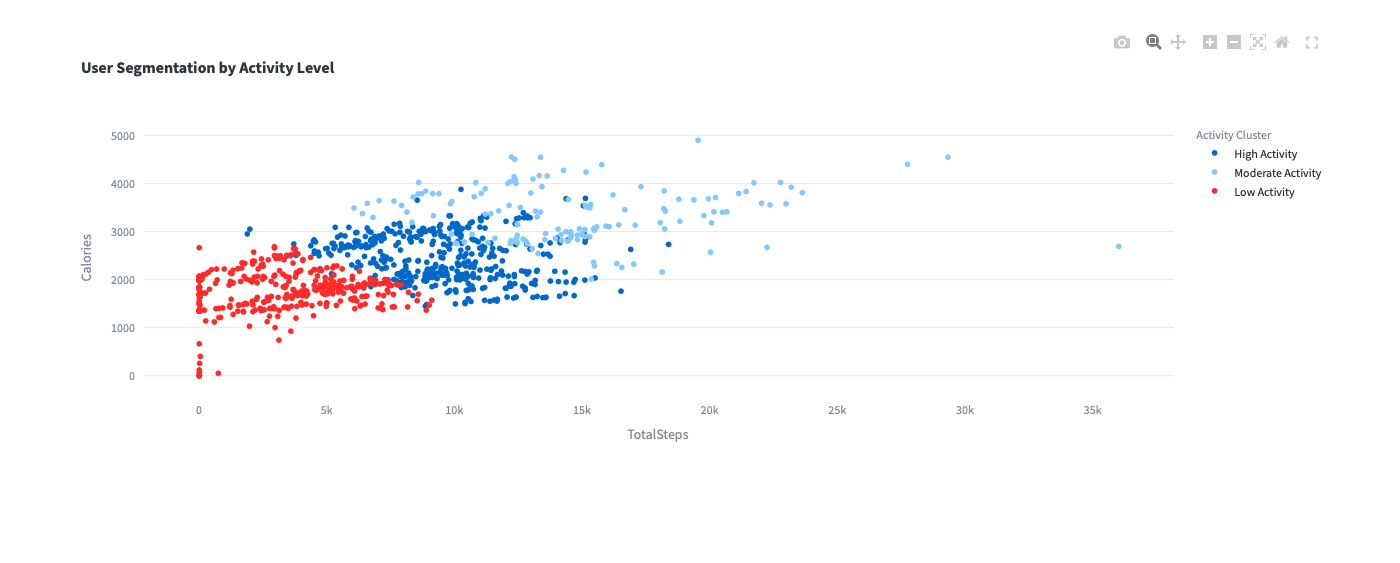 User Segmentation by Activity Level
5000
4000
3000
2000
1000
0
Calories
0 5k 10k 15k 20k 25k 30k 35k
TotalSteps
Activity Cluster
High Activity
Moderate Activity
Low Activity